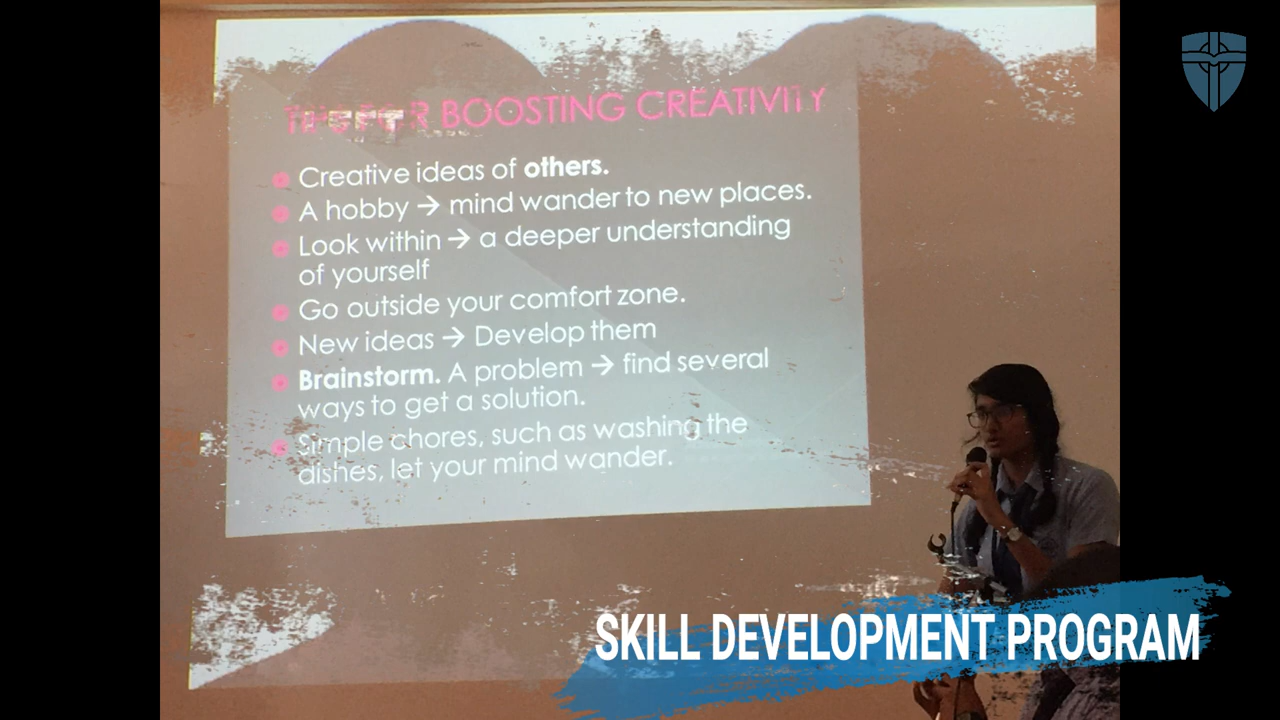 TIPS FOR BOOSTING CREATIVITY
Creative ideas of others.
A hobby → mind wander to new places.
Look within → a deeper understanding
of yourself
Go outside your comfort zone.
New ideas → Develop them
Brainstorm. A problem → find several
ways to get a solution.
Simple chores, such as washing the
dishes, let your mind wander.
SKILL DEVELOPMENT PROGRAM